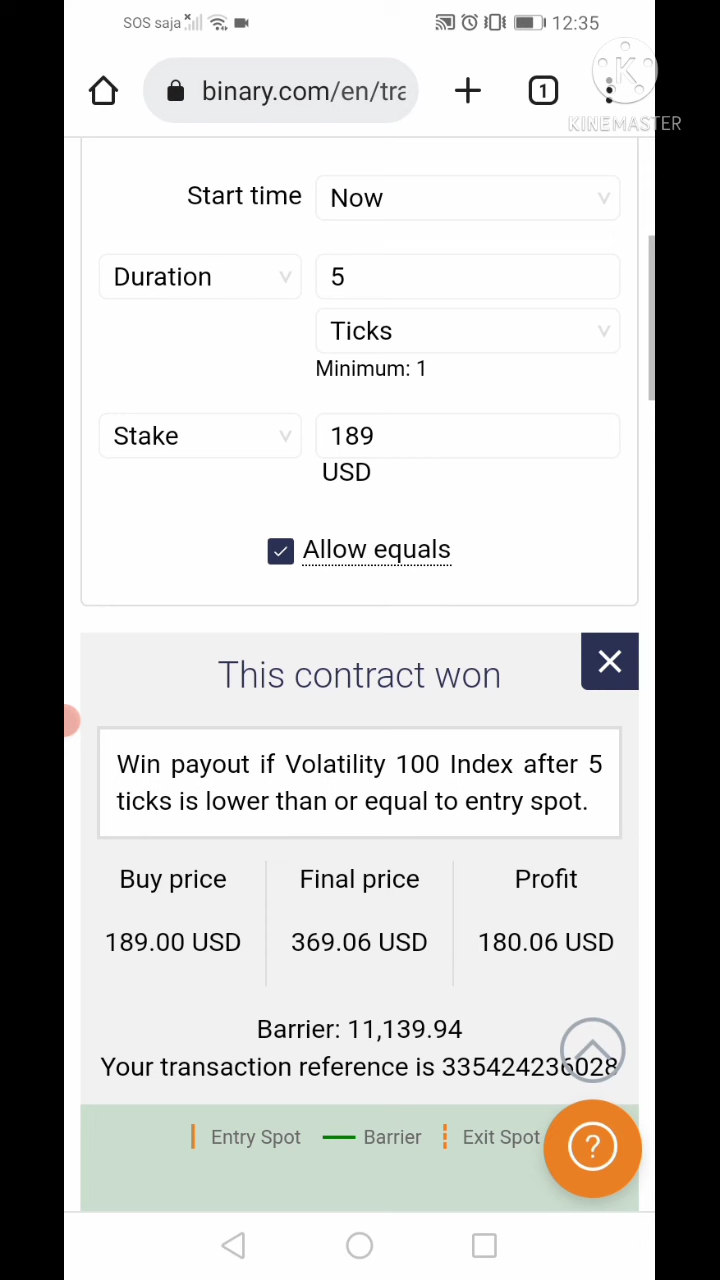 SOS saja
12:35
binary.com/en/tra
1
K
KINEMASTER
Start time
Now
Duration
5
Ticks
Minimum: 1
Stake
189
USD
Allow equals
This contract won
Win payout if Volatility 100 Index after 5
ticks is lower than or equal to entry spot.
Buy price Final price Profit
189.00 USD 369.06 USD 180.06 USD
Barrier: 11,139.94
Your transaction reference is 335424236028
Entry Spot Barrier Exit Spot
?